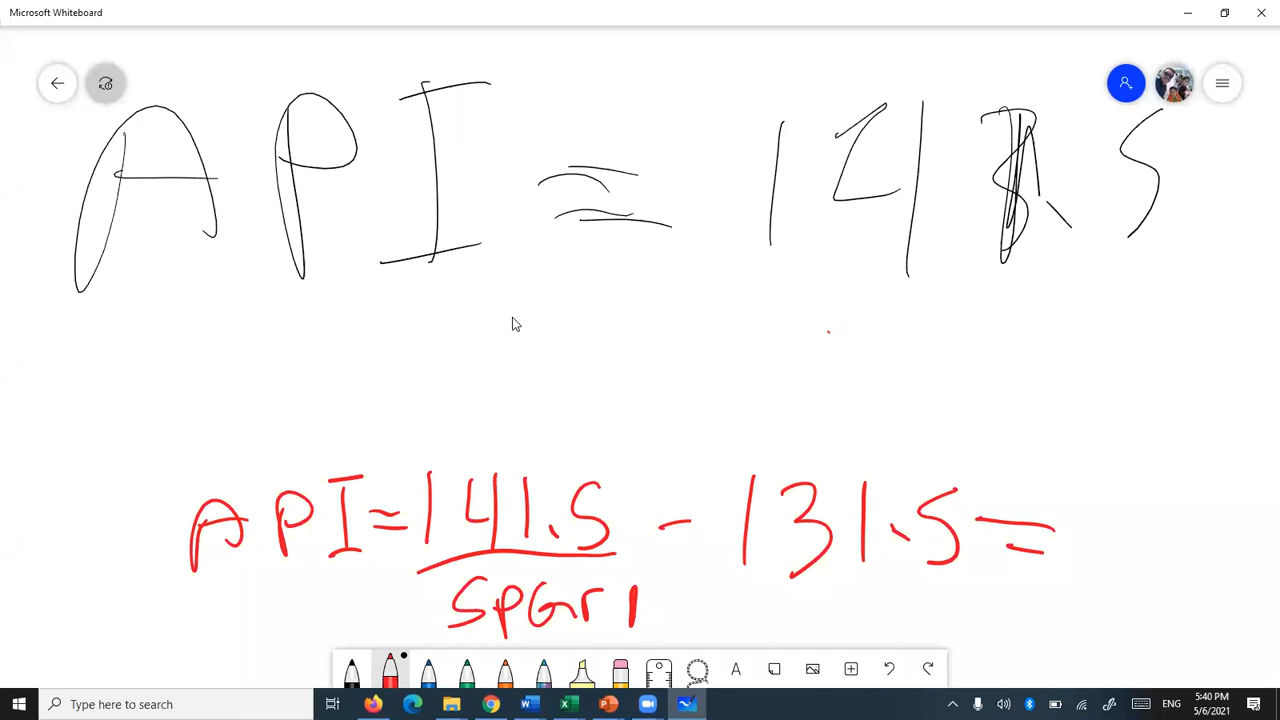 Microsoft Whiteboard
API = 141.5
API = 141.5 - 131.5 =
SpGr 1
A
Type here to search
ENG
5:40 PM
5/6/2021